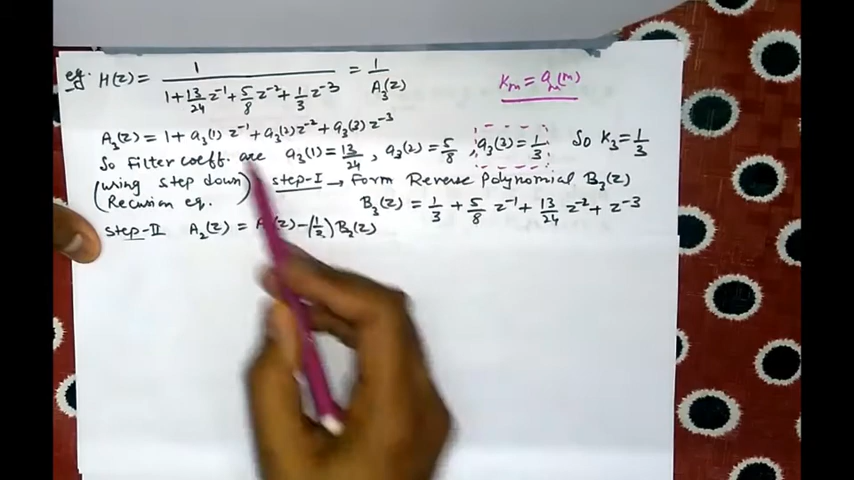 eg. H(z) = 1 / (1 + 13/24 z⁻¹ + 5/8 z⁻² + 1/3 z⁻³) = 1 / A₃(z)
Kₘ = aₘ(m)
A₃(z) = 1 + a₃(1) z⁻¹ + a₃(2) z⁻² + a₃(3) z⁻³
So Filter coeff. are a₃(1) = 13/24, a₃(2) = 5/8, a₃(3) = 1/3 So K₃ = 1/3
(using step down step-I → Form Reverse Polynomial B₃(z)
Recursion eq.) B₃(z) = 1/3 + 5/8 z⁻¹ + 13/24 z⁻² + z⁻³
step-II A₂(z) = (z) - (1/2) B₂(z)